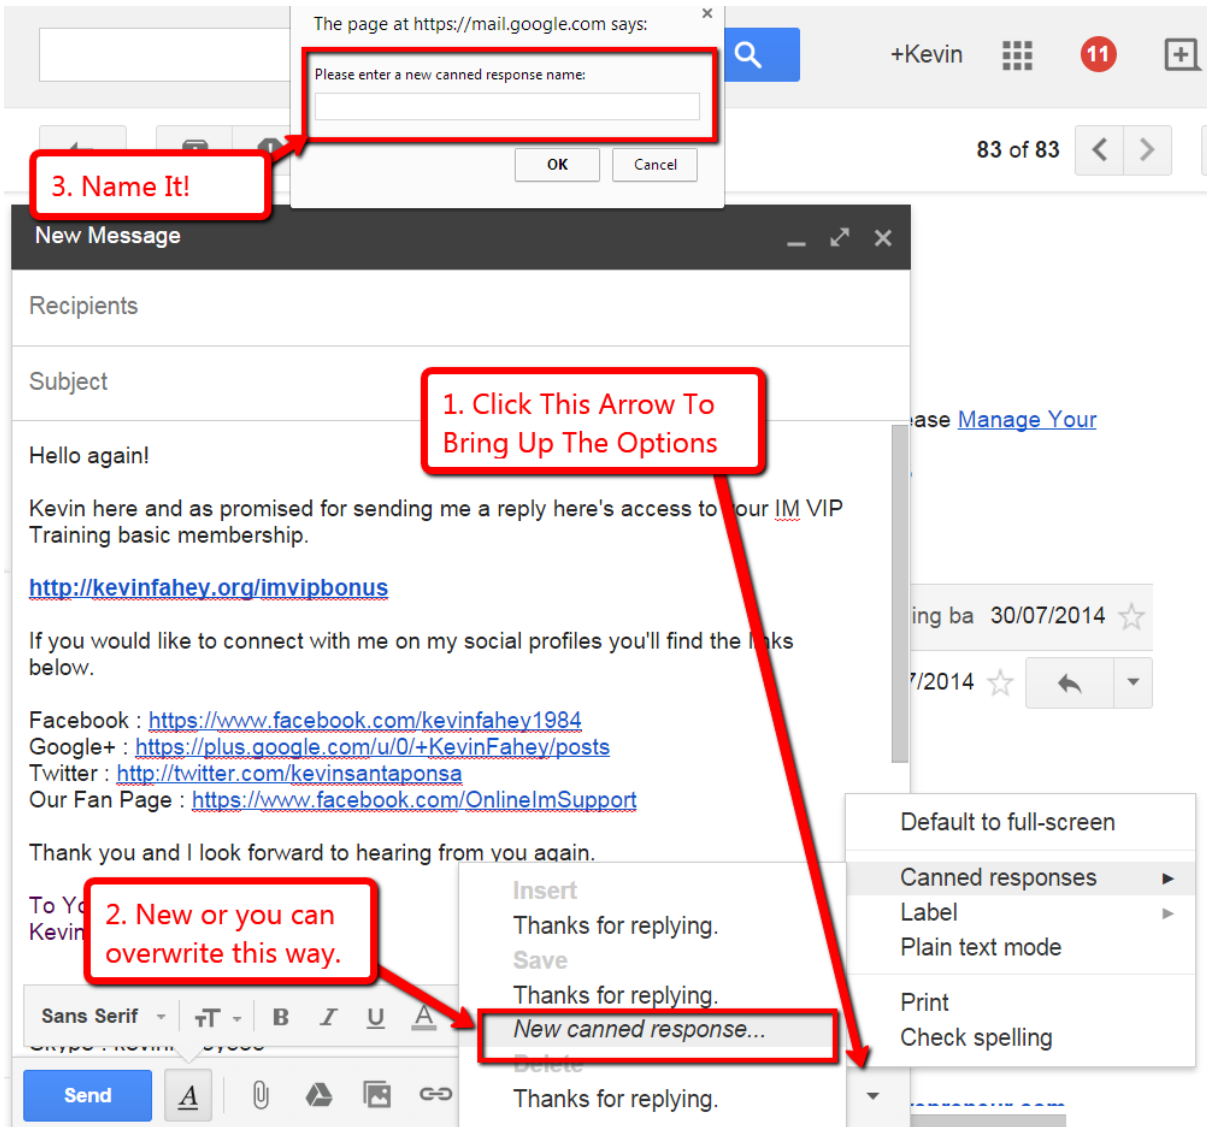 The page at https://mail.google.com says:
Please enter a new canned response name:
OK
Cancel
+Kevin
11
83 of 83
3. Name It!
New Message
Recipients
Subject
1. Click This Arrow To
Bring Up The Options
ease Manage Your
Hello again!
Kevin here and as promised for sending me a reply here's access to your IM VIP
Training basic membership.
http://kevinfahey.org/imvipbonus
If you would like to connect with me on my social profiles you'll find the links
below.
ing ba 30/07/2014
7/2014
Facebook : https://www.facebook.com/kevinfahey1984
Google+ : https://plus.google.com/u/0/+KevinFahey/posts
Twitter : http://twitter.com/kevinsantaponsa
Our Fan Page : https://www.facebook.com/OnlineImSupport
Thank you and I look forward to hearing from you again.
To Yo
Kevin
2. New or you can
overwrite this way.
Default to full-screen
Canned responses
Label
Plain text mode
Print
Check spelling
Insert
Thanks for replying.
Save
Thanks for replying.
New canned response...
Delete
Thanks for replying.
Sans Serif
B I U A
Send A